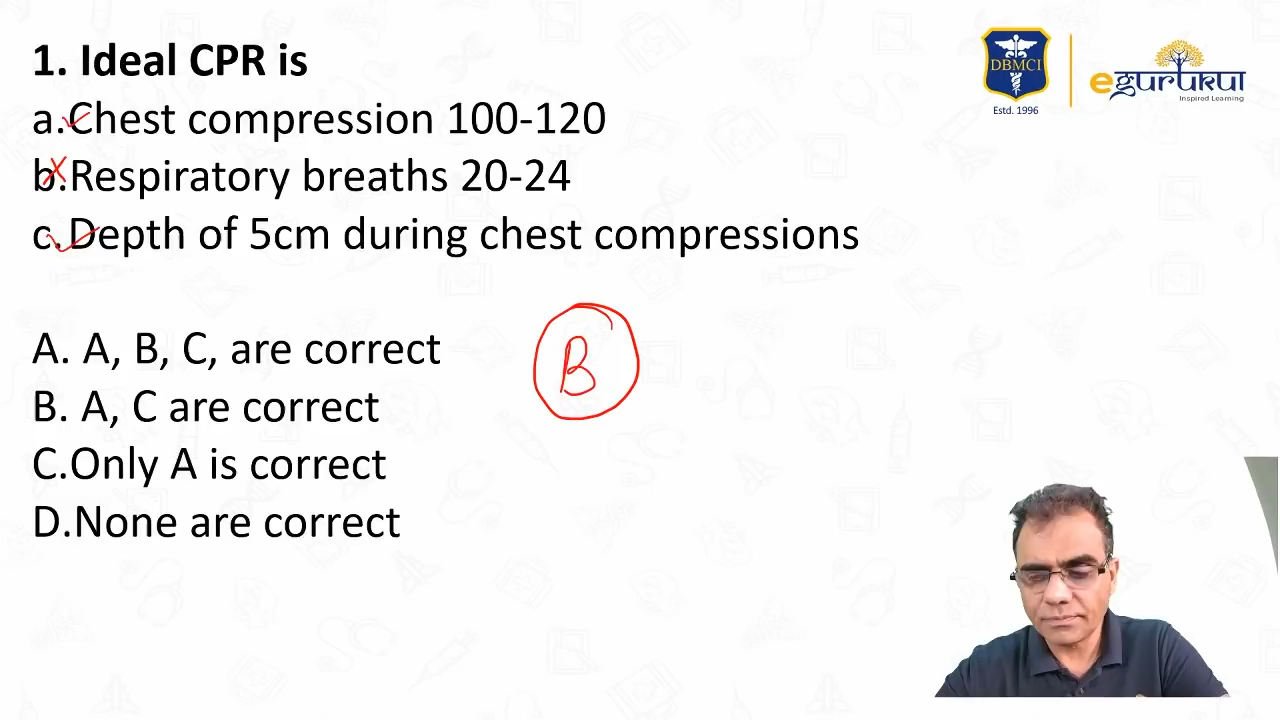 1. Ideal CPR is
a.Chest compression 100-120
b.Respiratory breaths 20-24
c.Depth of 5cm during chest compressions
A. A, B, C, are correct
B. A, C are correct
C.Only A is correct
D.None are correct
B
DBMCI
Estd. 1996
egurukul
Inspired Learning